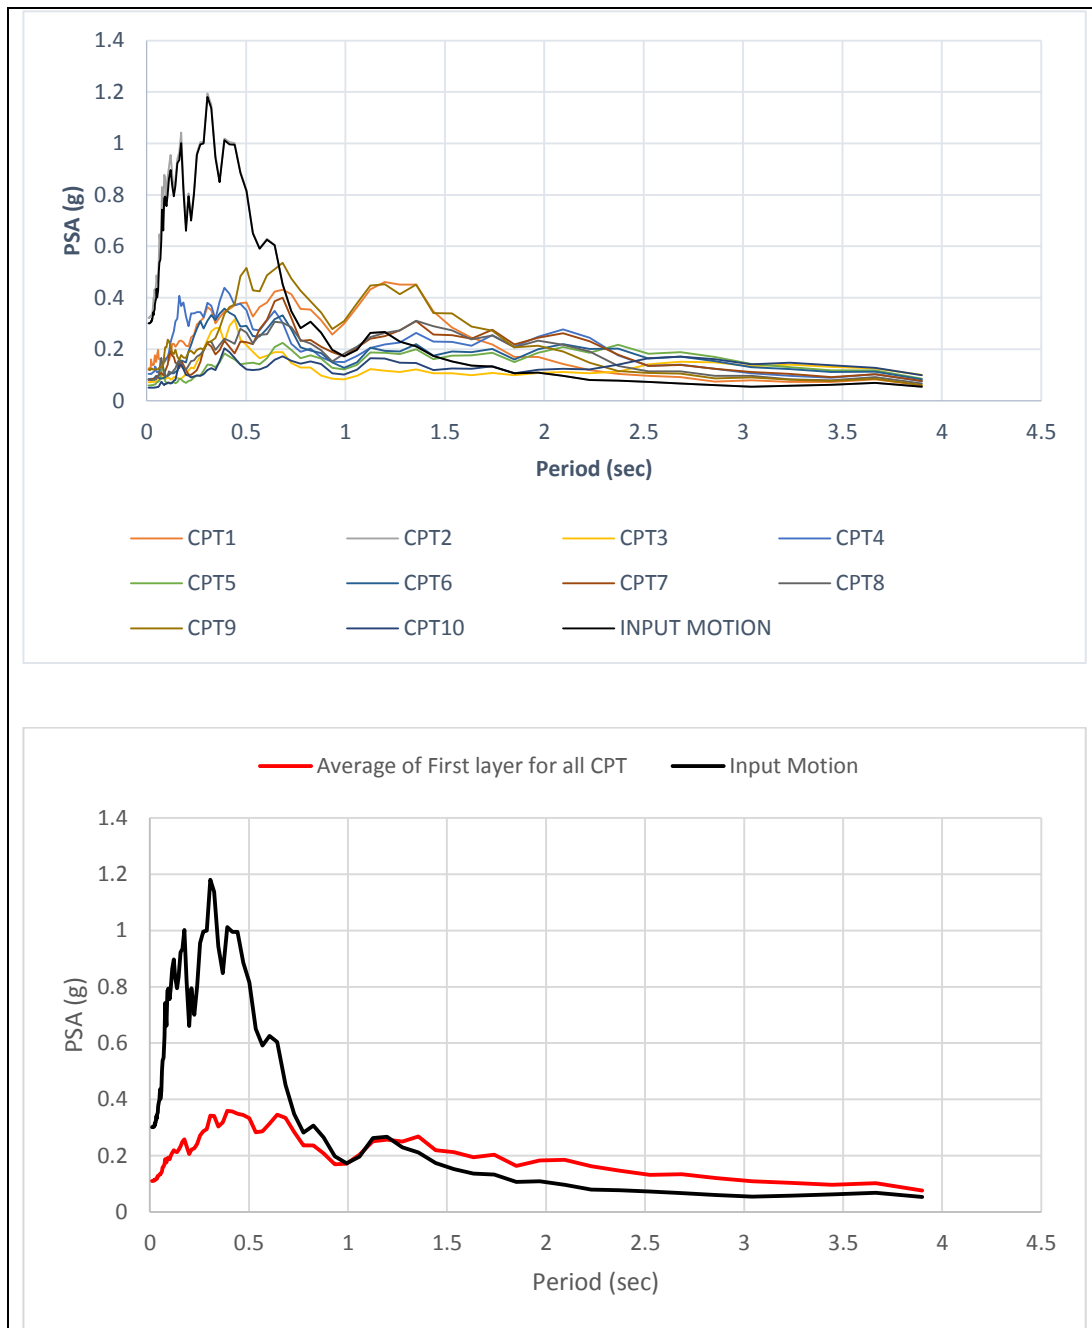 1.4
1.2
1
0.8
0.6
0.4
0.2
0
PSA (g)
0 0.5 1 1.5 2 2.5 3 3.5 4 4.5
Period (sec)
CPT1 CPT2 CPT3 CPT4
CPT5 CPT6 CPT7 CPT8
CPT9 CPT10 INPUT MOTION
Average of First layer for all CPT Input Motion
1.4
1.2
1
0.8
0.6
0.4
0.2
0
PSA (g)
0 0.5 1 1.5 2 2.5 3 3.5 4 4.5
Period (sec)